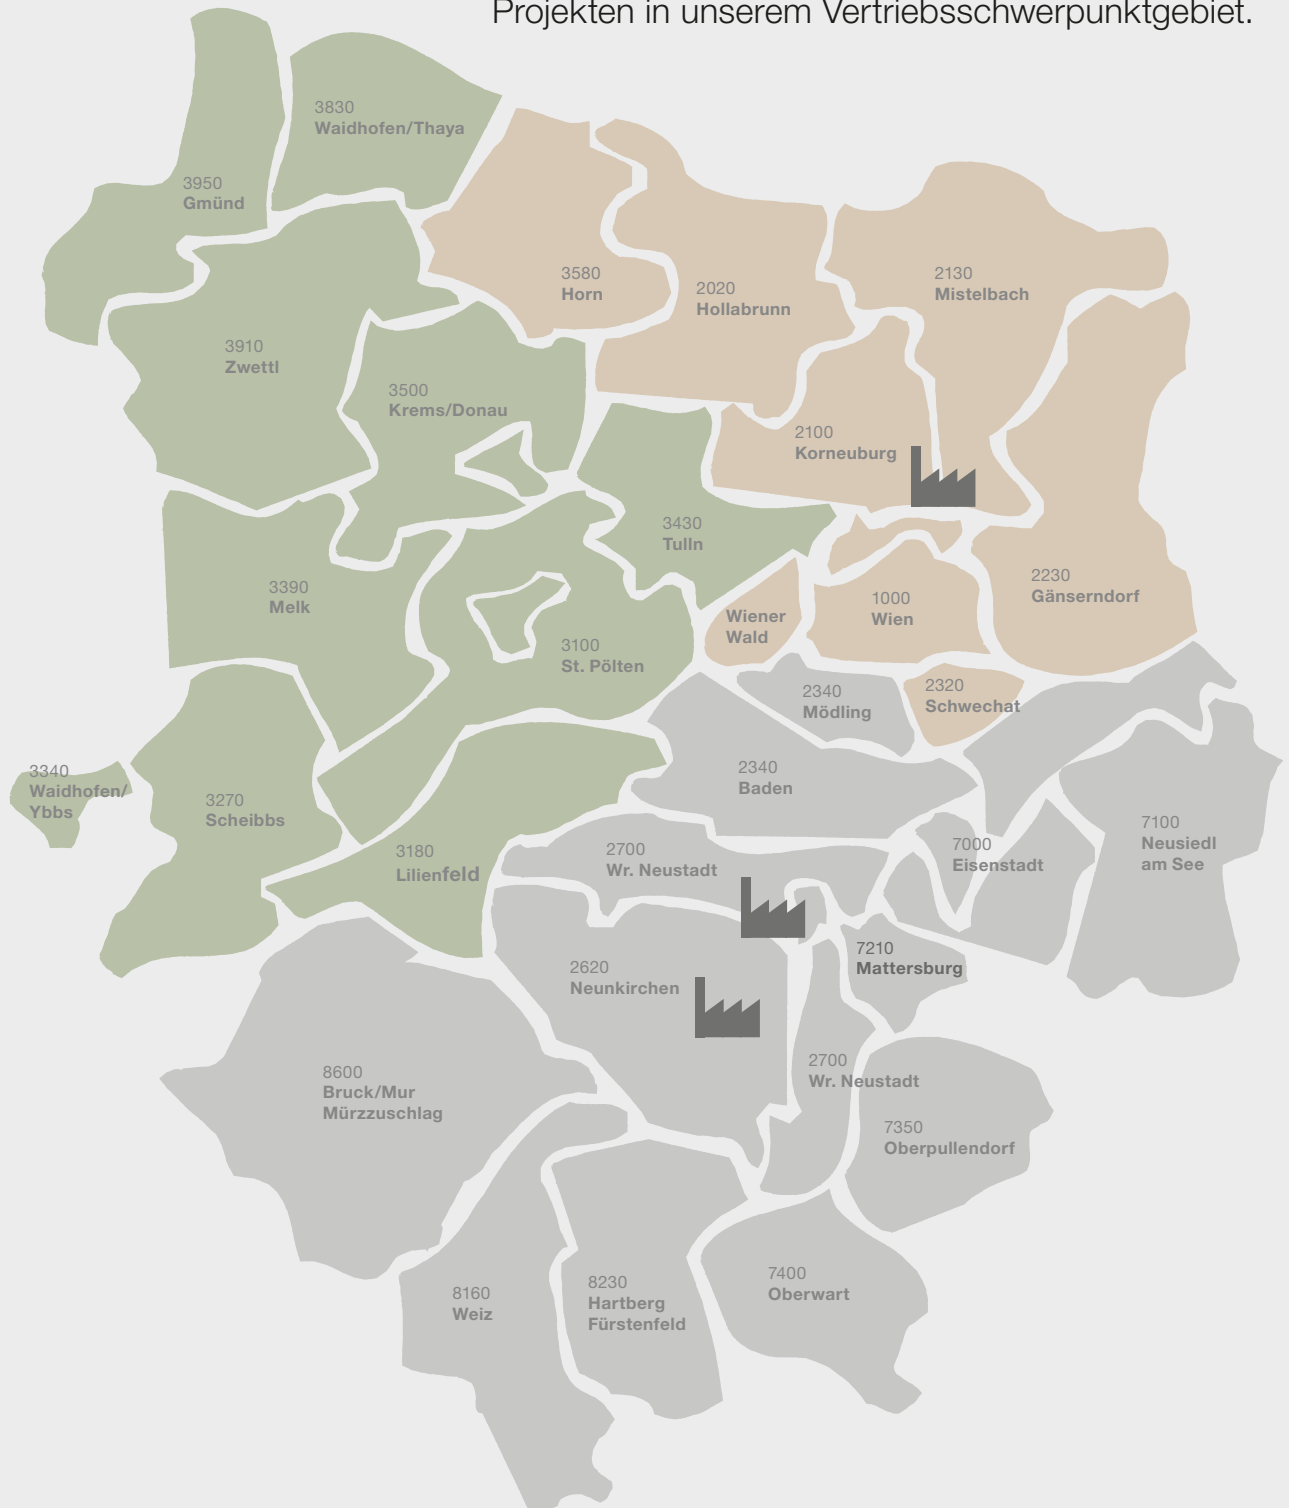 Projekten in unserem Vertriebsschwerpunktgebiet.
3830
Waidhofen/Thaya
3950
Gmünd
3580
Horn
2020
Hollabrunn
2130
Mistelbach
3910
Zwettl
3500
Krems/Donau
2100
Korneuburg
3430
Tulln
3390
Melk
1000
Wien
2230
Gänserndorf
Wiener
Wald
3100
St. Pölten
2340
Mödling
2320
Schwechat
3340
Waidhofen/
Ybbs
3270
Scheibbs
2340
Baden
3180
Lilienfeld
2700
Wr. Neustadt
7000
Eisenstadt
7100
Neusiedl
am See
2620
Neunkirchen
7210
Mattersburg
8600
Bruck/Mur
Mürzzuschlag
2700
Wr. Neustadt
7350
Oberpullendorf
8160
Weiz
8230
Hartberg
Fürstenfeld
7400
Oberwart